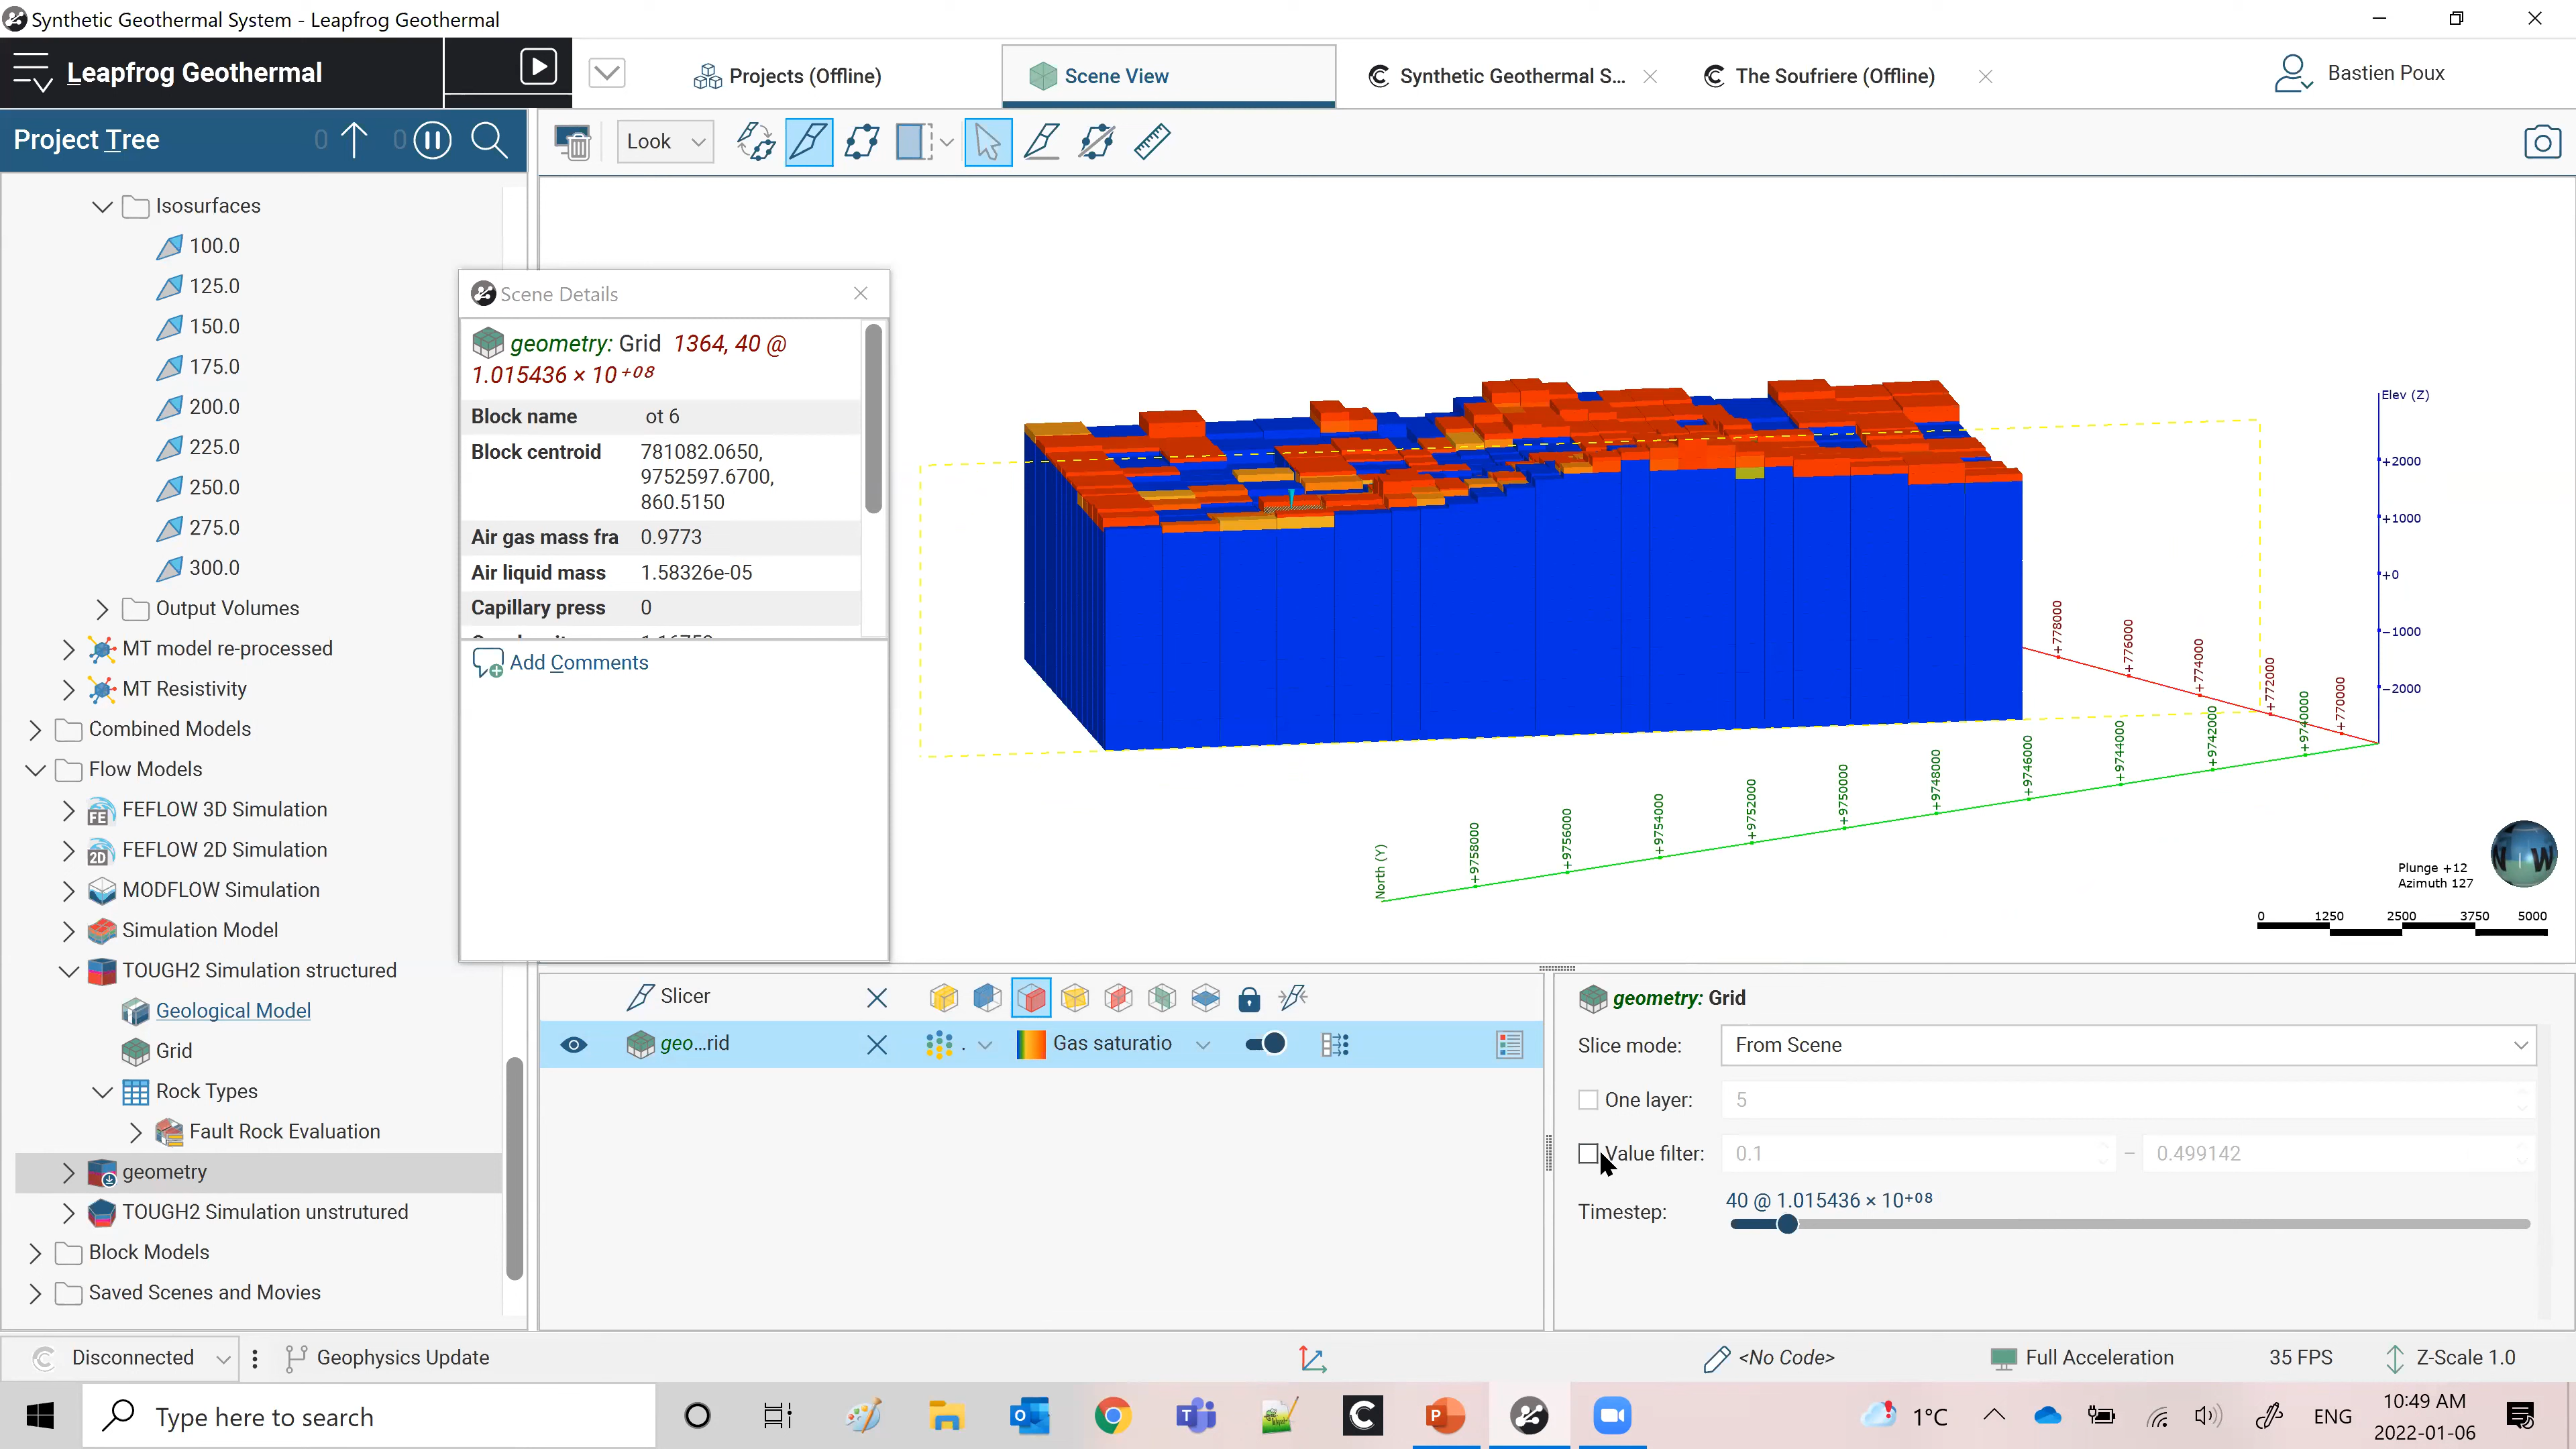 Synthetic Geothermal System - Leapfrog Geothermal
Leapfrog Geothermal
Projects (Offline)
Scene View
Synthetic Geothermal S...
The Soufriere (Offline)
Bastien Poux
Project Tree
0
0
Look
Isosurfaces
100.0
125.0
150.0
175.0
200.0
225.0
250.0
275.0
300.0
Output Volumes
MT model re-processed
MT Resistivity
Combined Models
Flow Models
FEFLOW 3D Simulation
FEFLOW 2D Simulation
MODFLOW Simulation
Simulation Model
TOUGH2 Simulation structured
Geological Model
Grid
Rock Types
Fault Rock Evaluation
geometry
TOUGH2 Simulation unstrutured
Block Models
Saved Scenes and Movies
Scene Details
geometry: Grid 1364, 40 @
1.015436 × 10+08
Block name ot 6
Block centroid 781082.0650,
9752597.6700,
860.5150
Air gas mass fra 0.9773
Air liquid mass 1.58326e-05
Capillary press 0
Add Comments
Elev (Z)
+2000
+1000
+0
-1000
-2000
+778000
+776000
+774000
+772000
+770000
North (Y)
+9758000
+9756000
+9754000
+9752000
+9750000
+9748000
+9746000
+9744000
+9742000
+9740000
N W
Plunge +12
Azimuth 127
0 1250 2500 3750 5000
Slicer
geo...rid
.
Gas saturatio
geometry: Grid
Slice mode: From Scene
One layer: 5
Value filter: 0.1 – 0.499142
Timestep: 40 @ 1.015436 × 10+08
Disconnected
Geophysics Update
<No Code>
Full Acceleration
35 FPS
Z-Scale 1.0
Type here to search
1°C
ENG
10:49 AM
2022-01-06